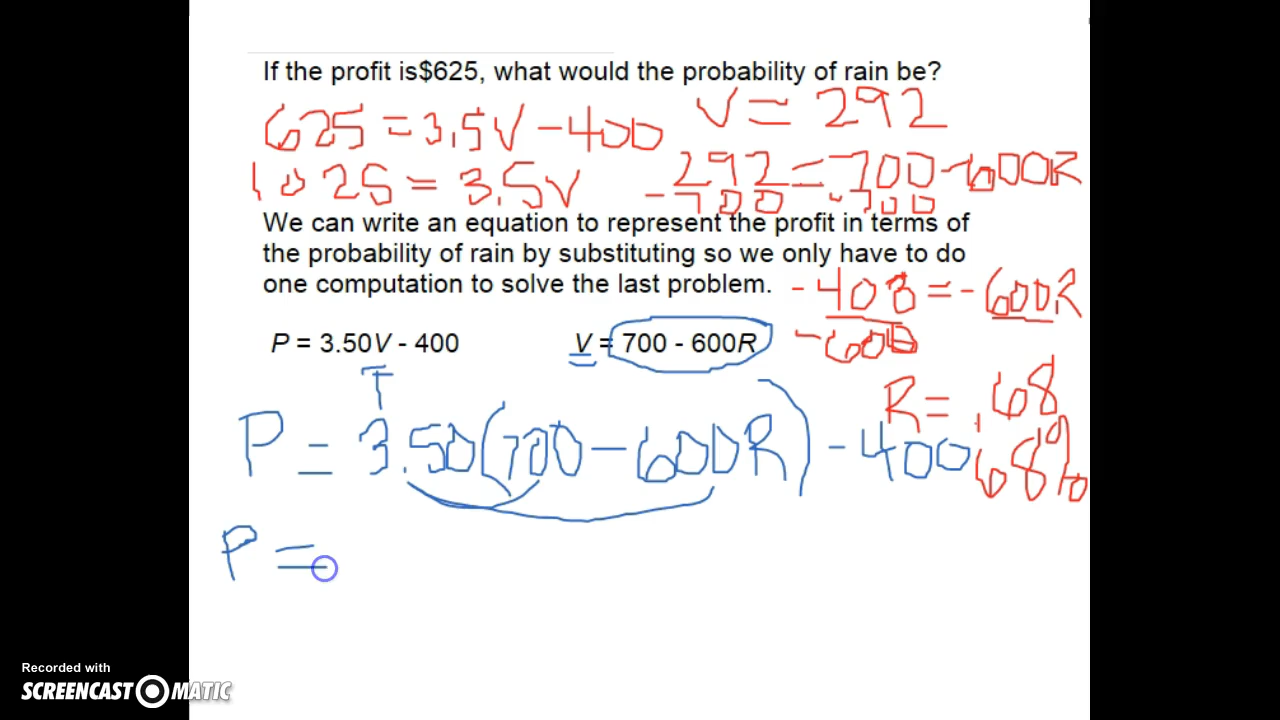 If the profit is$625, what would the probability of rain be?
625 = 3.5V - 400
V = 292
1025 = 3.5V
292 = 700 - 600R
- 700 - 700
We can write an equation to represent the profit in terms of
the probability of rain by substituting so we only have to do
one computation to solve the last problem.
- 408 = - 600R
- 600
P = 3.50V - 400
V = 700 - 600R
R = .68
68%
P = 3.50(700 - 600R) - 400
P =
Recorded with
SCREENCAST MATIC